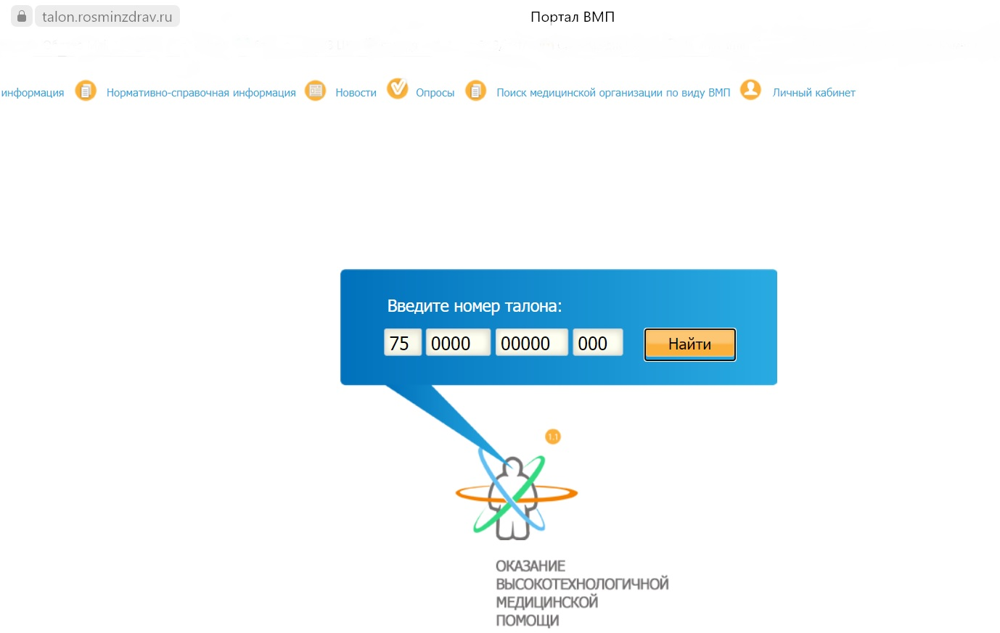 talon.rosminzdrav.ru
Портал ВМП
информация Нормативно-справочная информация Новости Опросы Поиск медицинской организации по виду ВМП Личный кабинет
Введите номер талона:
75 0000 00000 000 Найти
1.1
ОКАЗАНИЕ
ВЫСОКОТЕХНОЛОГИЧНОЙ
МЕДИЦИНСКОЙ
ПОМОЩИ